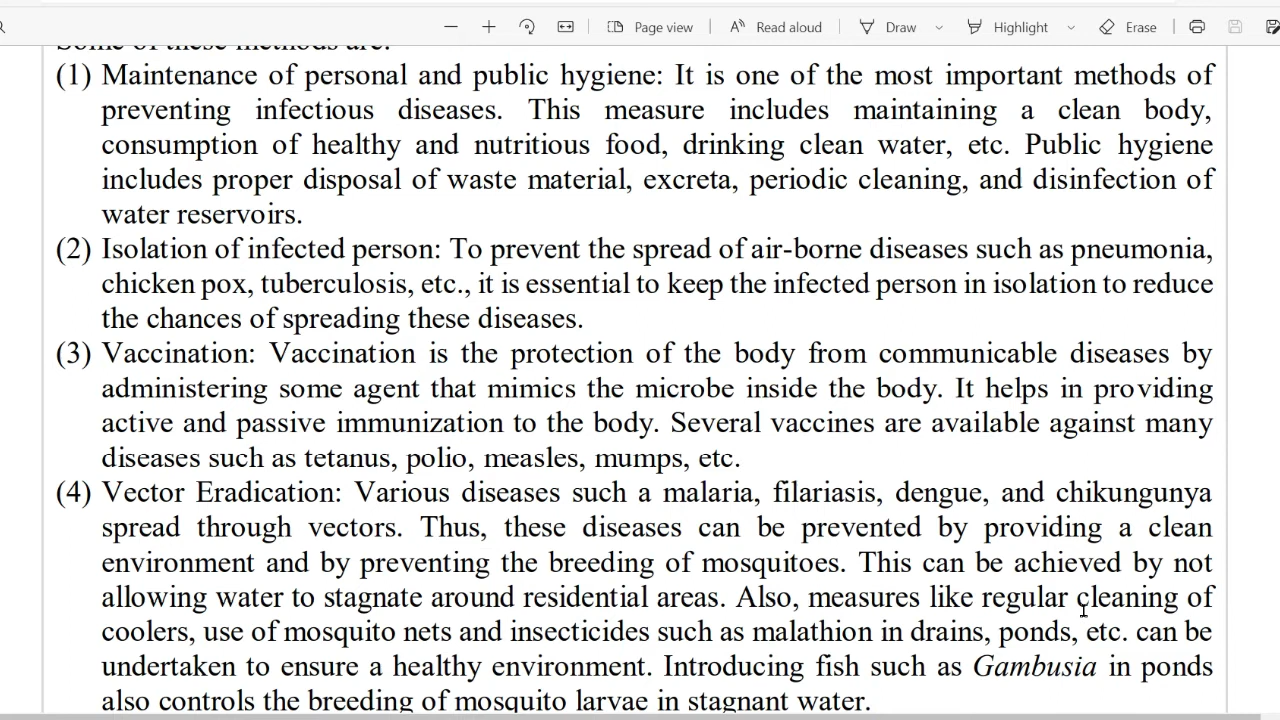 Page view
Read aloud
Draw
Highlight
Erase
Some of these methods are:
(1) Maintenance of personal and public hygiene: It is one of the most important methods of
preventing infectious diseases. This measure includes maintaining a clean body,
consumption of healthy and nutritious food, drinking clean water, etc. Public hygiene
includes proper disposal of waste material, excreta, periodic cleaning, and disinfection of
water reservoirs.
(2) Isolation of infected person: To prevent the spread of air-borne diseases such as pneumonia,
chicken pox, tuberculosis, etc., it is essential to keep the infected person in isolation to reduce
the chances of spreading these diseases.
(3) Vaccination: Vaccination is the protection of the body from communicable diseases by
administering some agent that mimics the microbe inside the body. It helps in providing
active and passive immunization to the body. Several vaccines are available against many
diseases such as tetanus, polio, measles, mumps, etc.
(4) Vector Eradication: Various diseases such a malaria, filariasis, dengue, and chikungunya
spread through vectors. Thus, these diseases can be prevented by providing a clean
environment and by preventing the breeding of mosquitoes. This can be achieved by not
allowing water to stagnate around residential areas. Also, measures like regular cleaning of
coolers, use of mosquito nets and insecticides such as malathion in drains, ponds, etc. can be
undertaken to ensure a healthy environment. Introducing fish such as Gambusia in ponds
also controls the breeding of mosquito larvae in stagnant water.